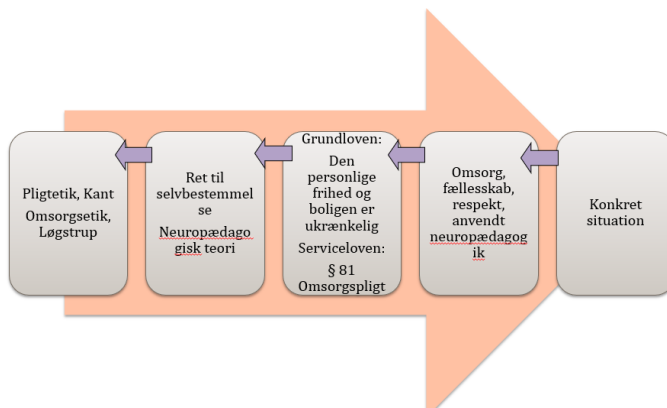 Pligtetik, Kant
Omsorgsetik,
Løgstrup
Ret til
selvbestemmel
se
Neuropædago
gisk teori
Grundloven:
Den
personlige
frihed og
boligen er
ukrænkelig
Serviceloven:
§ 81
Omsorgspligt
Omsorg,
fællesskab,
respekt,
anvendt
neuropædagog
ik
Konkret
situation